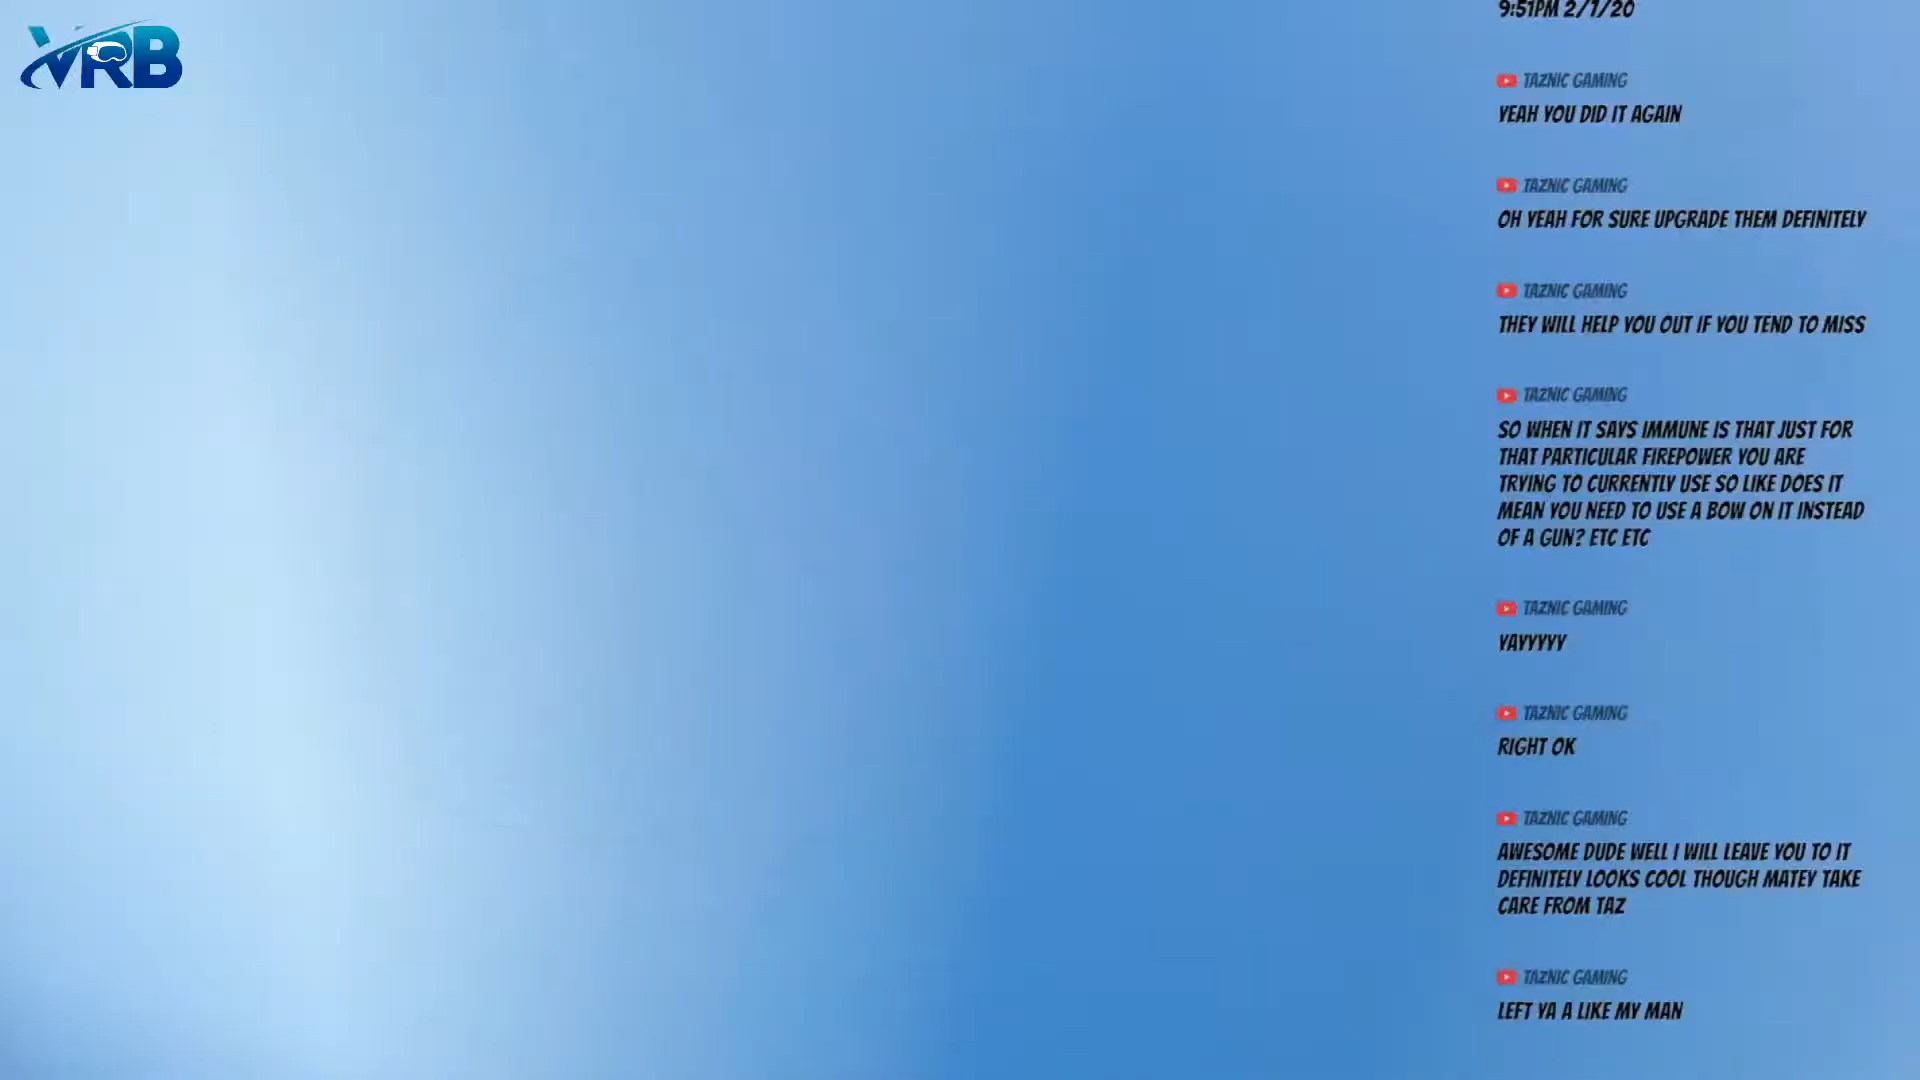 VRB
9:51PM 2/7/20
TAZNIC GAMING
YEAH YOU DID IT AGAIN
TAZNIC GAMING
OH YEAH FOR SURE UPGRADE THEM DEFINITELY
TAZNIC GAMING
THEY WILL HELP YOU OUT IF YOU TEND TO MISS
TAZNIC GAMING
SO WHEN IT SAYS IMMUNE IS THAT JUST FOR
THAT PARTICULAR FIREPOWER YOU ARE
TRYING TO CURRENTLY USE SO LIKE DOES IT
MEAN YOU NEED TO USE A BOW ON IT INSTEAD
OF A GUN? ETC ETC
TAZNIC GAMING
YAYYYYY
TAZNIC GAMING
RIGHT OK
TAZNIC GAMING
AWESOME DUDE WELL I WILL LEAVE YOU TO IT
DEFINITELY LOOKS COOL THOUGH MATEY TAKE
CARE FROM TAZ
TAZNIC GAMING
LEFT YA A LIKE MY MAN